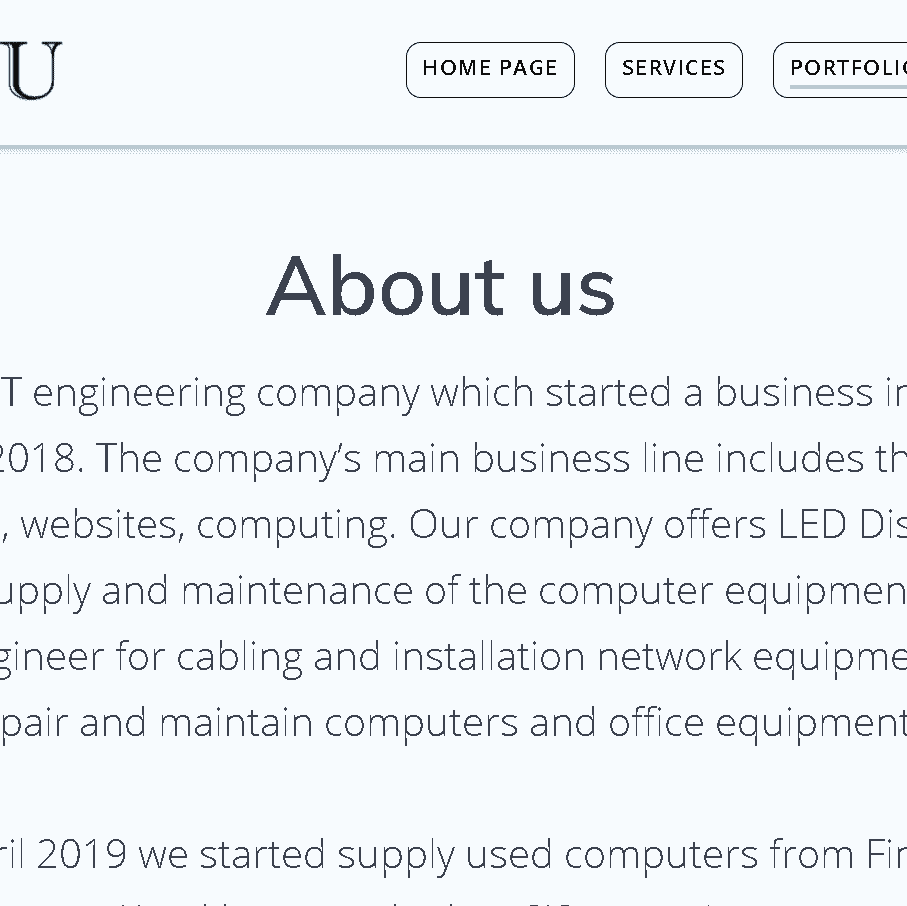 U
HOME PAGE
SERVICES
PORTFOLIO
About us
T engineering company which started a business in
2018. The company’s main business line includes th
, websites, computing. Our company offers LED Dis
upply and maintenance of the computer equipmen
gineer for cabling and installation network equipme
pair and maintain computers and office equipment
ril 2019 we started supply used computers from Fin